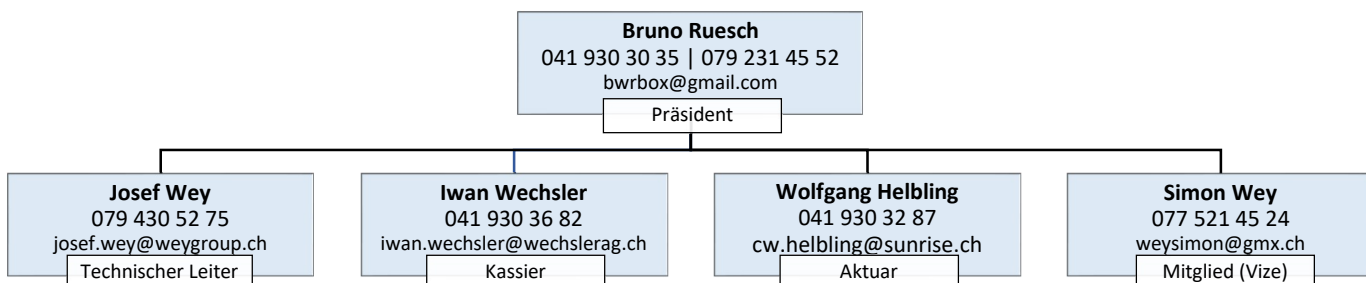 Bruno Ruesch
041 930 30 35 | 079 231 45 52
bwrbox@gmail.com
Präsident
Josef Wey
079 430 52 75
josef.wey@weygroup.ch
Technischer Leiter
Iwan Wechsler
041 930 36 82
iwan.wechsler@wechslerag.ch
Kassier
Wolfgang Helbling
041 930 32 87
cw.helbling@sunrise.ch
Aktuar
Simon Wey
077 521 45 24
weysimon@gmx.ch
Mitglied (Vize)